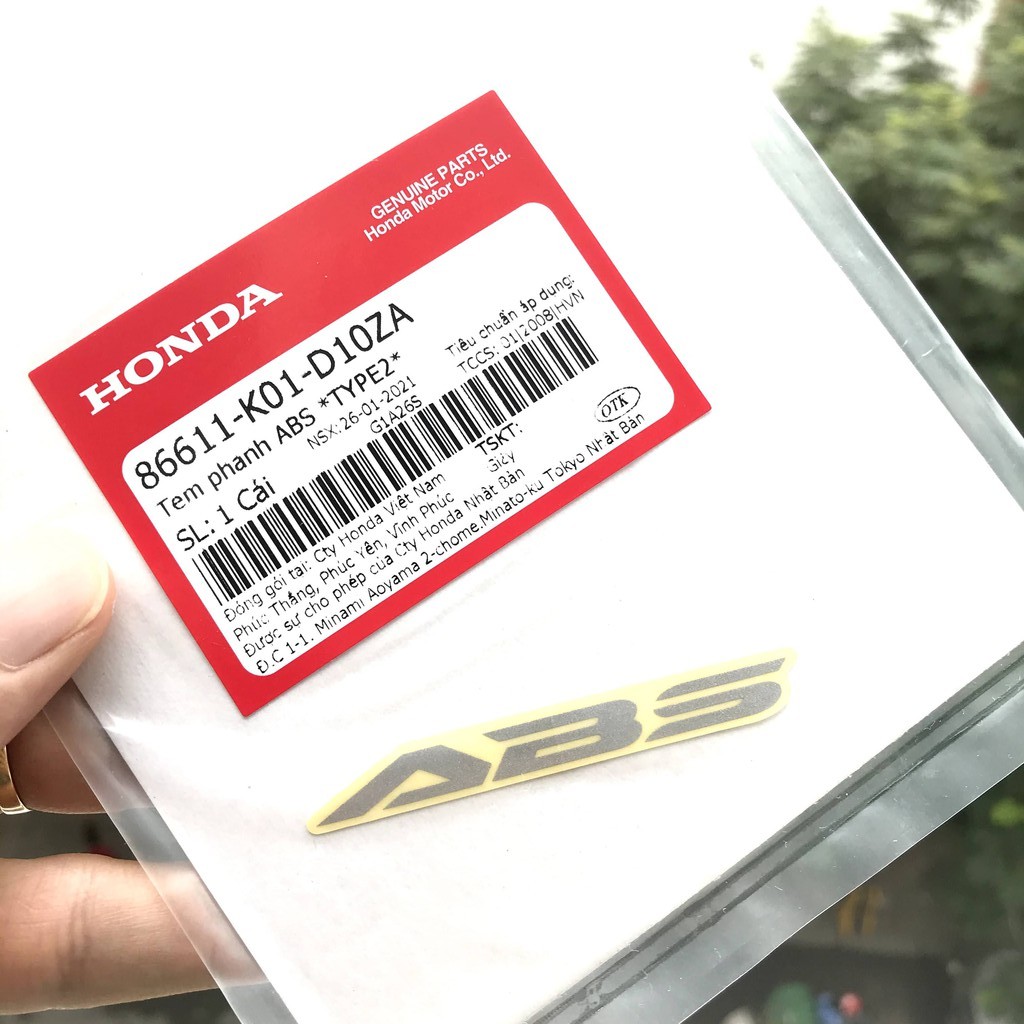 GENUINE PARTS
Honda Motor Co., Ltd.
HONDA
86611-K01-D10ZA
Tem phanh ABS *TYPE2*
SL: 1 Cái
NSX: 26-01-2021
G1A26S
Tiêu chuẩn áp dụng:
TCCS: 01|2008|HVN
TSKT:
Giấy
OTK
Đóng gói tại: Cty Honda Việt Nam
Phúc Thắng, Phúc Yên, Vĩnh Phúc
Được sự cho phép của Cty Honda Nhật Bản
Đ.C 1-1, Minami Aoyama 2-chome.Minato-ku Tokyo Nhật Bản
ABS